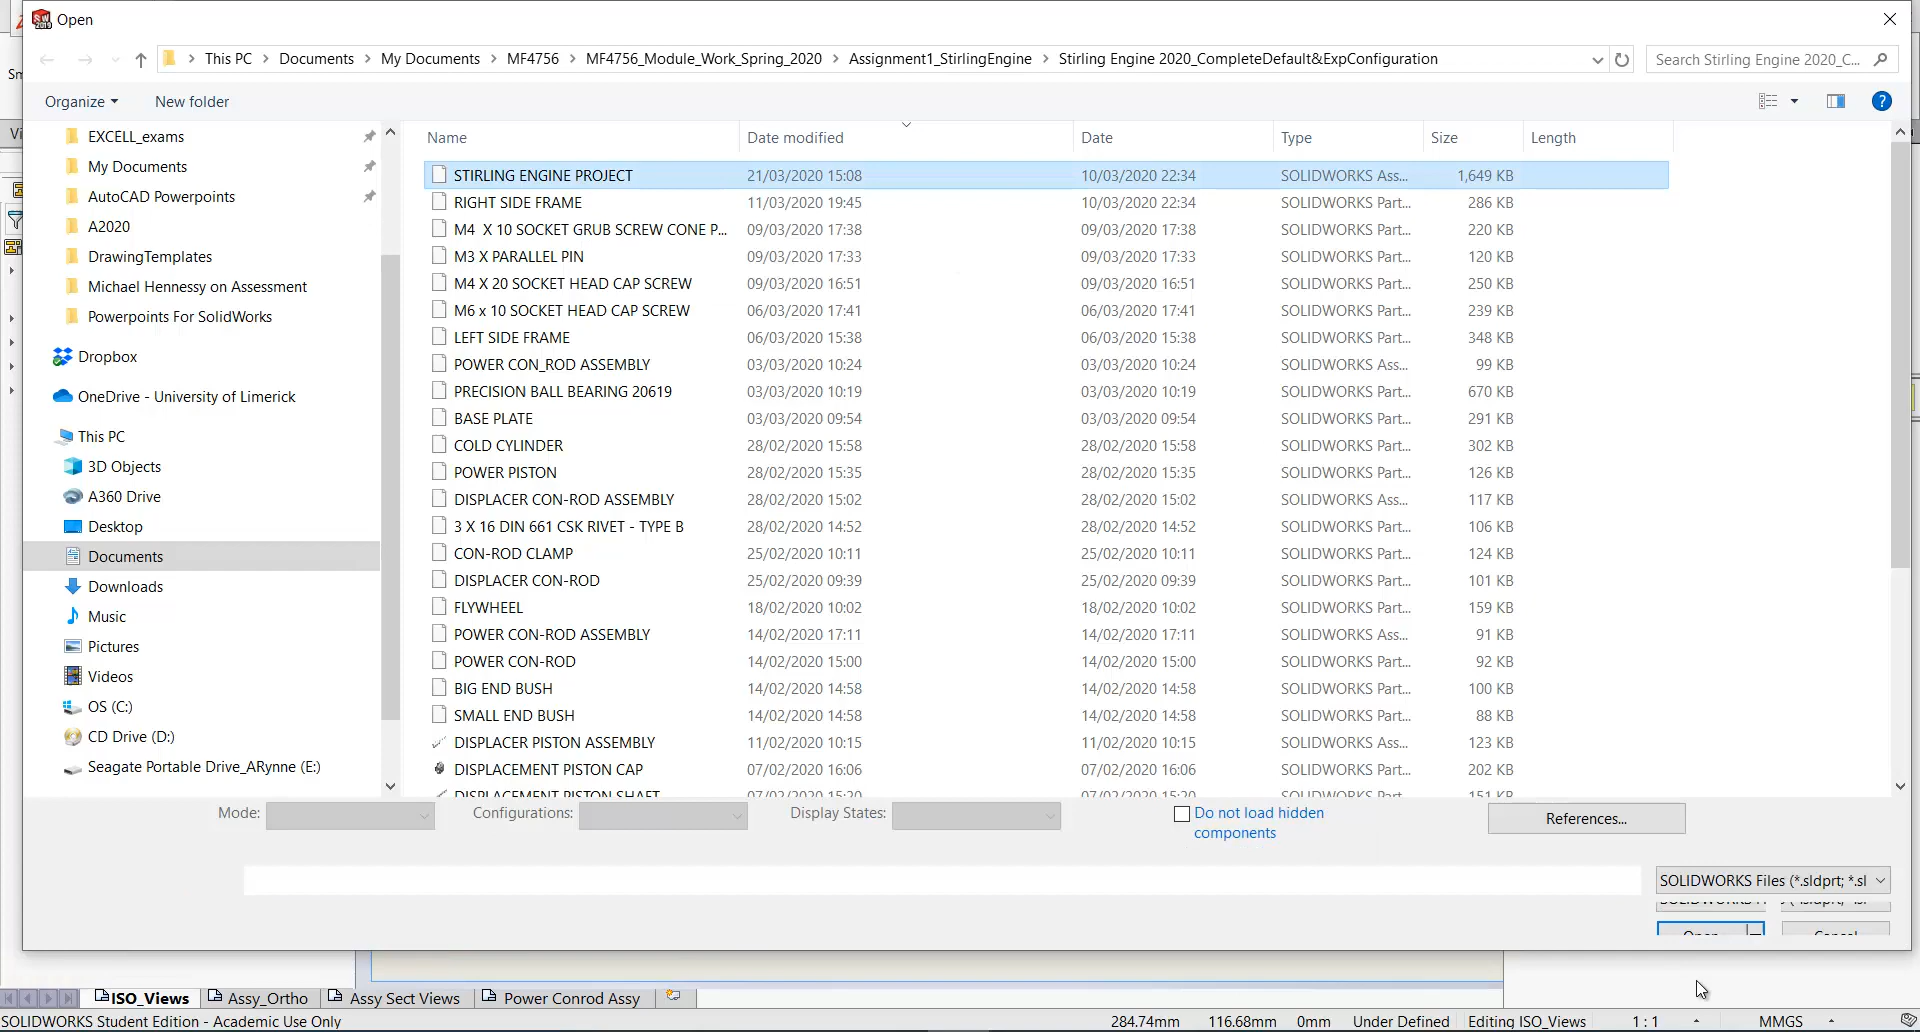 Open
This PC > Documents > My Documents > MF4756 > MF4756_Module_Work_Spring_2020 > Assignment1_StirlingEngine > Stirling Engine 2020_CompleteDefault&ExpConfiguration
Search Stirling Engine 2020_C...
Organize
New folder
EXCELL_exams
My Documents
AutoCAD Powerpoints
A2020
DrawingTemplates
Michael Hennessy on Assessment
Powerpoints For SolidWorks
Dropbox
OneDrive - University of Limerick
This PC
3D Objects
A360 Drive
Desktop
Documents
Downloads
Music
Pictures
Videos
OS (C:)
CD Drive (D:)
Seagate Portable Drive_ARynne (E:)
Name Date modified Date Type Size Length
STIRLING ENGINE PROJECT 21/03/2020 15:08 10/03/2020 22:34 SOLIDWORKS Ass... 1,649 KB
RIGHT SIDE FRAME 11/03/2020 19:45 10/03/2020 22:34 SOLIDWORKS Part... 286 KB
M4 X 10 SOCKET GRUB SCREW CONE P... 09/03/2020 17:38 09/03/2020 17:38 SOLIDWORKS Part... 220 KB
M3 X PARALLEL PIN 09/03/2020 17:33 09/03/2020 17:33 SOLIDWORKS Part... 120 KB
M4 X 20 SOCKET HEAD CAP SCREW 09/03/2020 16:51 09/03/2020 16:51 SOLIDWORKS Part... 250 KB
M6 x 10 SOCKET HEAD CAP SCREW 06/03/2020 17:41 06/03/2020 17:41 SOLIDWORKS Part... 239 KB
LEFT SIDE FRAME 06/03/2020 15:38 06/03/2020 15:38 SOLIDWORKS Part... 348 KB
POWER CON_ROD ASSEMBLY 03/03/2020 10:24 03/03/2020 10:24 SOLIDWORKS Ass... 99 KB
PRECISION BALL BEARING 20619 03/03/2020 10:19 03/03/2020 10:19 SOLIDWORKS Part... 670 KB
BASE PLATE 03/03/2020 09:54 03/03/2020 09:54 SOLIDWORKS Part... 291 KB
COLD CYLINDER 28/02/2020 15:58 28/02/2020 15:58 SOLIDWORKS Part... 302 KB
POWER PISTON 28/02/2020 15:35 28/02/2020 15:35 SOLIDWORKS Part... 126 KB
DISPLACER CON-ROD ASSEMBLY 28/02/2020 15:02 28/02/2020 15:02 SOLIDWORKS Ass... 117 KB
3 X 16 DIN 661 CSK RIVET - TYPE B 28/02/2020 14:52 28/02/2020 14:52 SOLIDWORKS Part... 106 KB
CON-ROD CLAMP 25/02/2020 10:11 25/02/2020 10:11 SOLIDWORKS Part... 124 KB
DISPLACER CON-ROD 25/02/2020 09:39 25/02/2020 09:39 SOLIDWORKS Part... 101 KB
FLYWHEEL 18/02/2020 10:02 18/02/2020 10:02 SOLIDWORKS Part... 159 KB
POWER CON-ROD ASSEMBLY 14/02/2020 17:11 14/02/2020 17:11 SOLIDWORKS Ass... 91 KB
POWER CON-ROD 14/02/2020 15:00 14/02/2020 15:00 SOLIDWORKS Part... 92 KB
BIG END BUSH 14/02/2020 14:58 14/02/2020 14:58 SOLIDWORKS Part... 100 KB
SMALL END BUSH 14/02/2020 14:58 14/02/2020 14:58 SOLIDWORKS Part... 88 KB
DISPLACER PISTON ASSEMBLY 11/02/2020 10:15 11/02/2020 10:15 SOLIDWORKS Ass... 123 KB
DISPLACEMENT PISTON CAP 07/02/2020 16:06 07/02/2020 16:06 SOLIDWORKS Part... 202 KB
DISPLACEMENT PISTON SHAFT 07/02/2020 15:20 07/02/2020 15:20 SOLIDWORKS Part... 151 KB
Mode: Configurations: Display States:
Do not load hidden
components
References...
SOLIDWORKS Files (*.sldprt; *.sl
Open Cancel
ISO_Views Assy_Ortho Assy Sect Views Power Conrod Assy
SOLIDWORKS Student Edition - Academic Use Only 284.74mm 116.68mm 0mm Under Defined Editing ISO_Views 1 : 1 MMGS